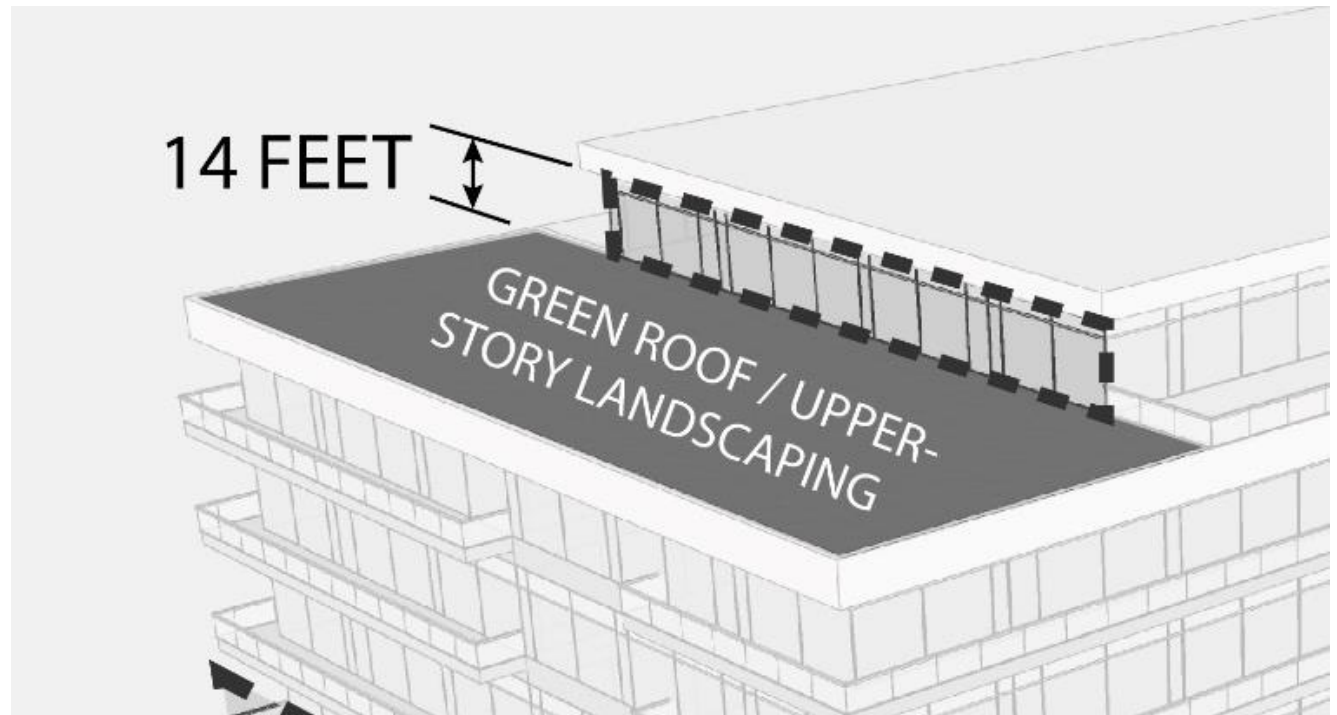 14 FEET
GREEN ROOF / UPPER-
STORY LANDSCAPING